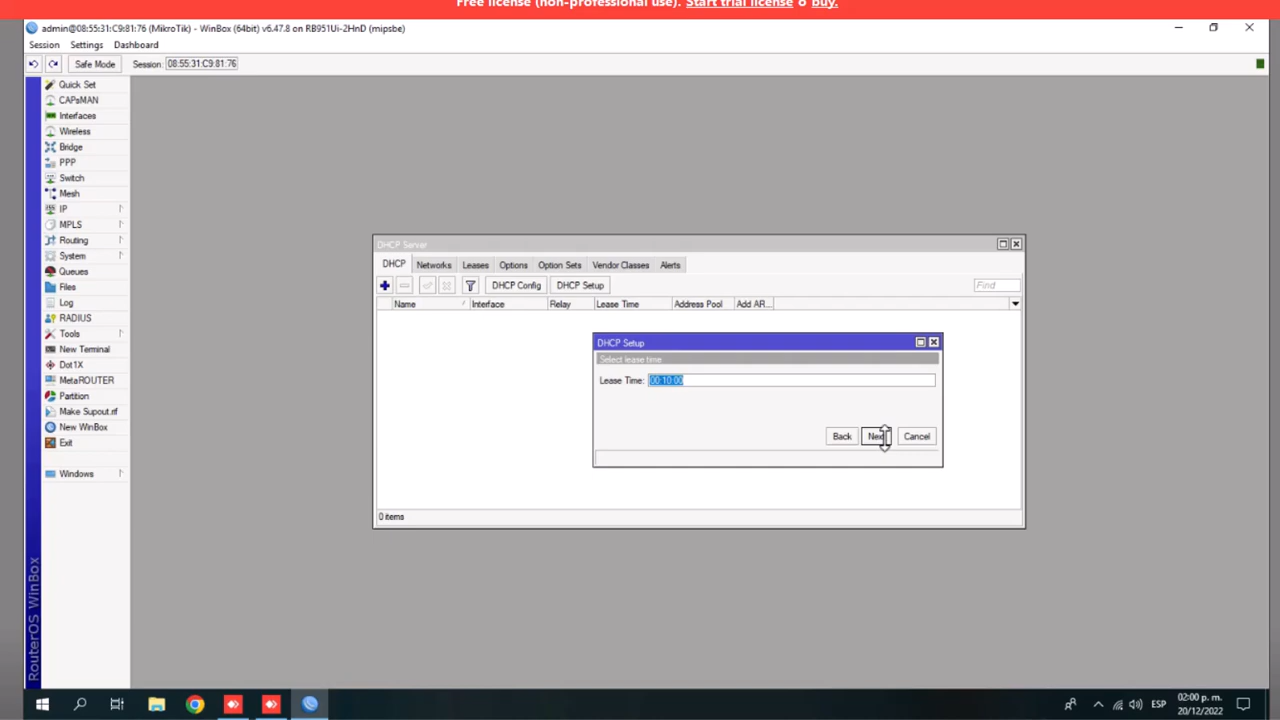 Free license (non-professional use). Start trial license o buy.
admin@08:55:31:C9:81:76 (MikroTik) - WinBox (64bit) v6.47.8 on RB951Ui-2HnD (mipsbe)
Session Settings Dashboard
Safe Mode Session: 08:55:31:C9:81:76
Quick Set
CAPsMAN
Interfaces
Wireless
Bridge
PPP
Switch
Mesh
IP
MPLS
Routing
System
Queues
Files
Log
RADIUS
Tools
New Terminal
Dot1X
MetaROUTER
Partition
Make Supout.rif
New WinBox
Exit
Windows
RouterOS WinBox
DHCP Server
DHCP Networks Leases Options Option Sets Vendor Classes Alerts
DHCP Config DHCP Setup Find
Name Interface Relay Lease Time Address Pool Add AR...
DHCP Setup
Select lease time
Lease Time: 00:10:00
Back Next Cancel
0 items
ESP
02:00 p. m.
20/12/2022